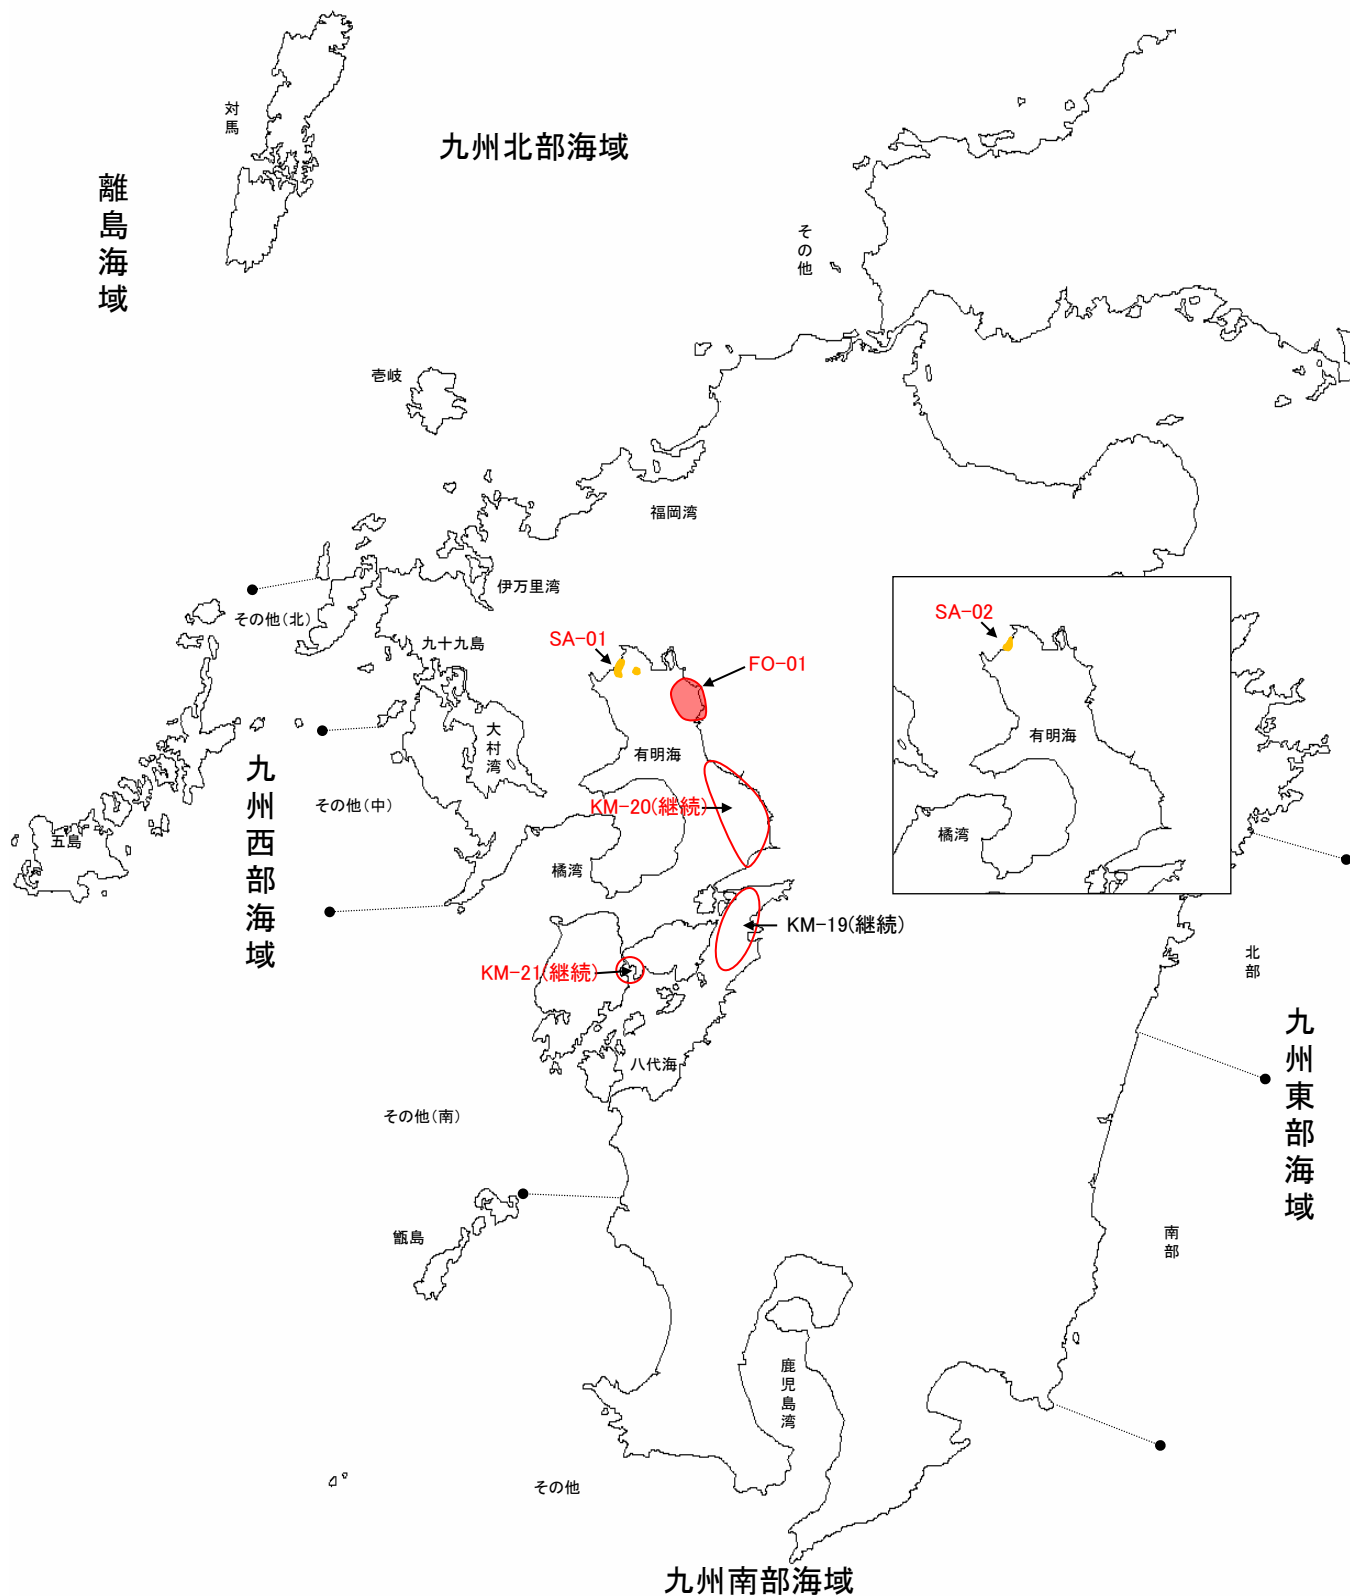 対馬
九州北部海域
離島海域
その他
壱岐
福岡湾
伊万里湾
その他(北)
九十九島
SA-01
SA-02
FO-01
大村湾
有明海
有明海
九州西部海域
その他(中)
KM-20(継続)
五島
橘湾
橘湾
KM-19(継続)
北部
KM-21(継続)
九州東部海域
八代海
その他(南)
甑島
南部
鹿児島湾
その他
九州南部海域